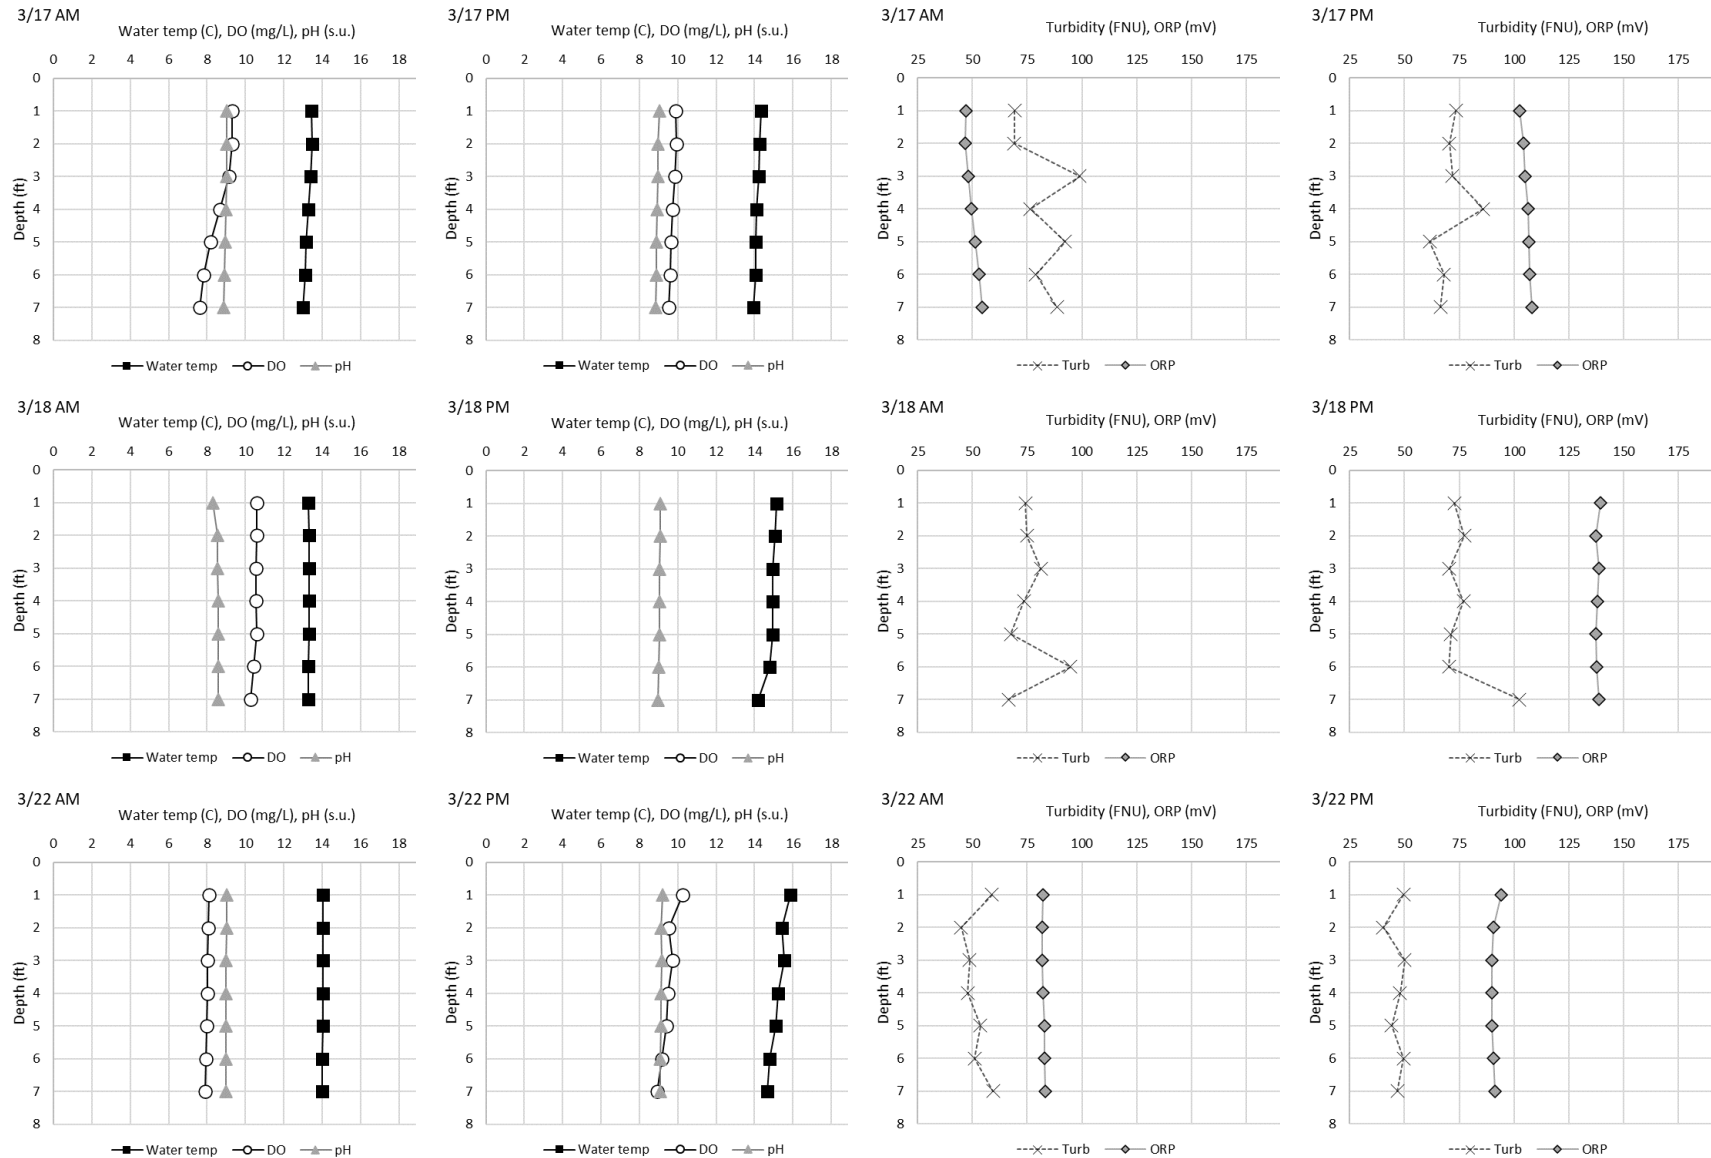 3/17 AM
Water temp (C), DO (mg/L), pH (s.u.)
0 2 4 6 8 10 12 14 16 18
0
1
2
3
4
5
6
7
8
Depth (ft)
Water temp DO pH
3/17 PM
Water temp (C), DO (mg/L), pH (s.u.)
0 2 4 6 8 10 12 14 16 18
0
1
2
3
4
5
6
7
8
Depth (ft)
Water temp DO pH
3/17 AM
Turbidity (FNU), ORP (mV)
25 50 75 100 125 150 175
0
1
2
3
4
5
6
7
8
Depth (ft)
Turb ORP
3/17 PM
Turbidity (FNU), ORP (mV)
25 50 75 100 125 150 175
0
1
2
3
4
5
6
7
8
Depth (ft)
Turb ORP
3/18 AM
Water temp (C), DO (mg/L), pH (s.u.)
0 2 4 6 8 10 12 14 16 18
0
1
2
3
4
5
6
7
8
Depth (ft)
Water temp DO pH
3/18 PM
Water temp (C), DO (mg/L), pH (s.u.)
0 2 4 6 8 10 12 14 16 18
0
1
2
3
4
5
6
7
8
Depth (ft)
Water temp DO pH
3/18 AM
Turbidity (FNU), ORP (mV)
25 50 75 100 125 150 175
0
1
2
3
4
5
6
7
8
Depth (ft)
Turb ORP
3/18 PM
Turbidity (FNU), ORP (mV)
25 50 75 100 125 150 175
0
1
2
3
4
5
6
7
8
Depth (ft)
Turb ORP
3/22 AM
Water temp (C), DO (mg/L), pH (s.u.)
0 2 4 6 8 10 12 14 16 18
0
1
2
3
4
5
6
7
8
Depth (ft)
Water temp DO pH
3/22 PM
Water temp (C), DO (mg/L), pH (s.u.)
0 2 4 6 8 10 12 14 16 18
0
1
2
3
4
5
6
7
8
Depth (ft)
Water temp DO pH
3/22 AM
Turbidity (FNU), ORP (mV)
25 50 75 100 125 150 175
0
1
2
3
4
5
6
7
8
Depth (ft)
Turb ORP
3/22 PM
Turbidity (FNU), ORP (mV)
25 50 75 100 125 150 175
0
1
2
3
4
5
6
7
8
Depth (ft)
Turb ORP